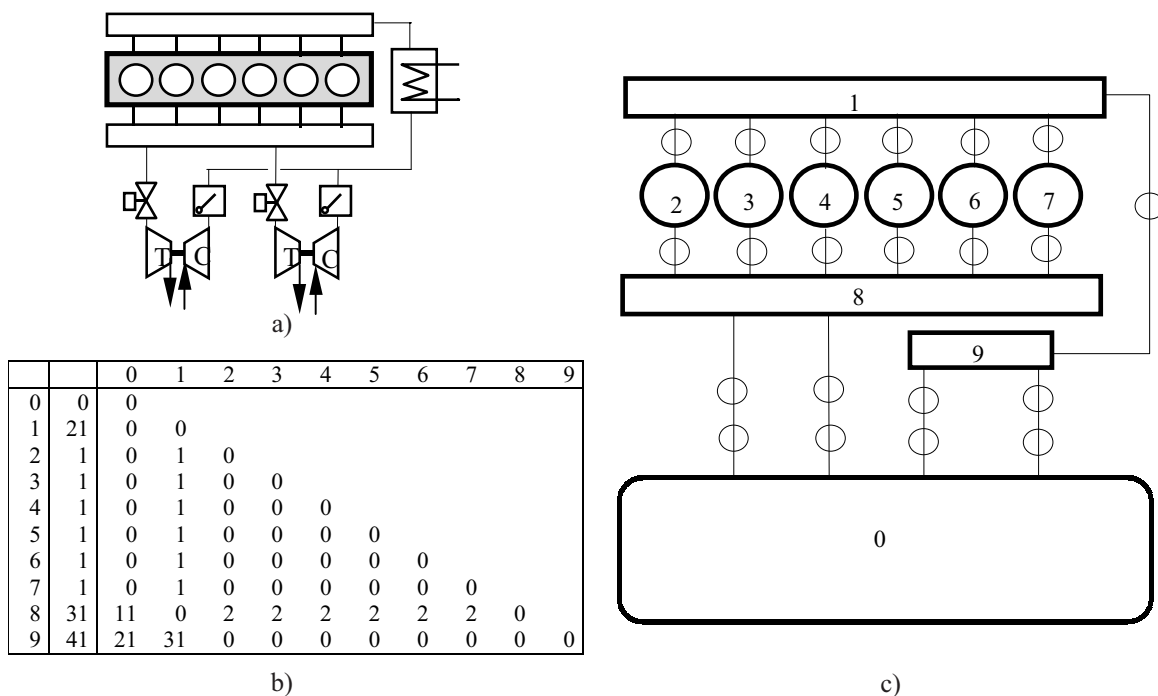 T C T C
a)
0 1 2 3 4 5 6 7 8 9
0 0 0
1 21 0 0
2 1 0 1 0
3 1 0 1 0 0
4 1 0 1 0 0 0
5 1 0 1 0 0 0 0
6 1 0 1 0 0 0 0 0
7 1 0 1 0 0 0 0 0 0
8 31 11 0 2 2 2 2 2 2 0
9 41 21 31 0 0 0 0 0 0 0 0
b)
1
2 3 4 5 6 7
8
9
0
c)